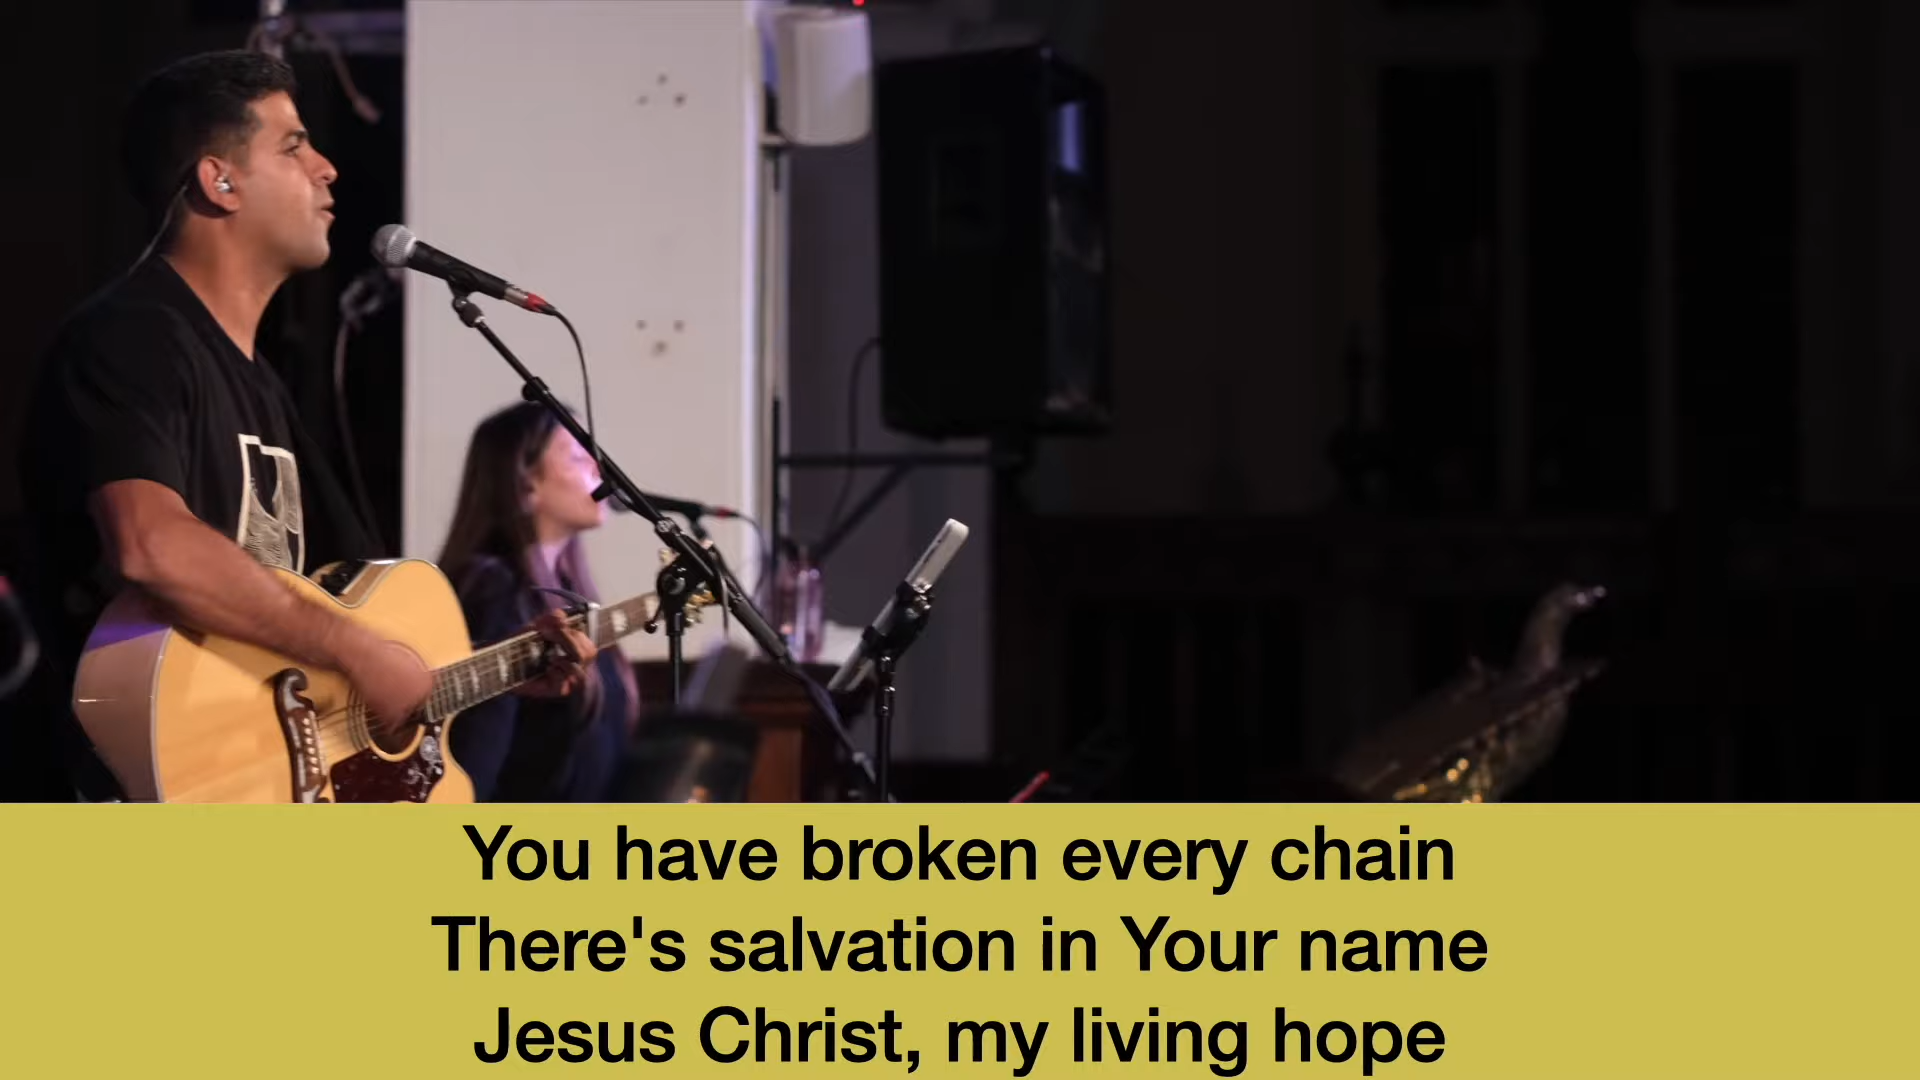 You have broken every chain
There's salvation in Your name
Jesus Christ, my living hope